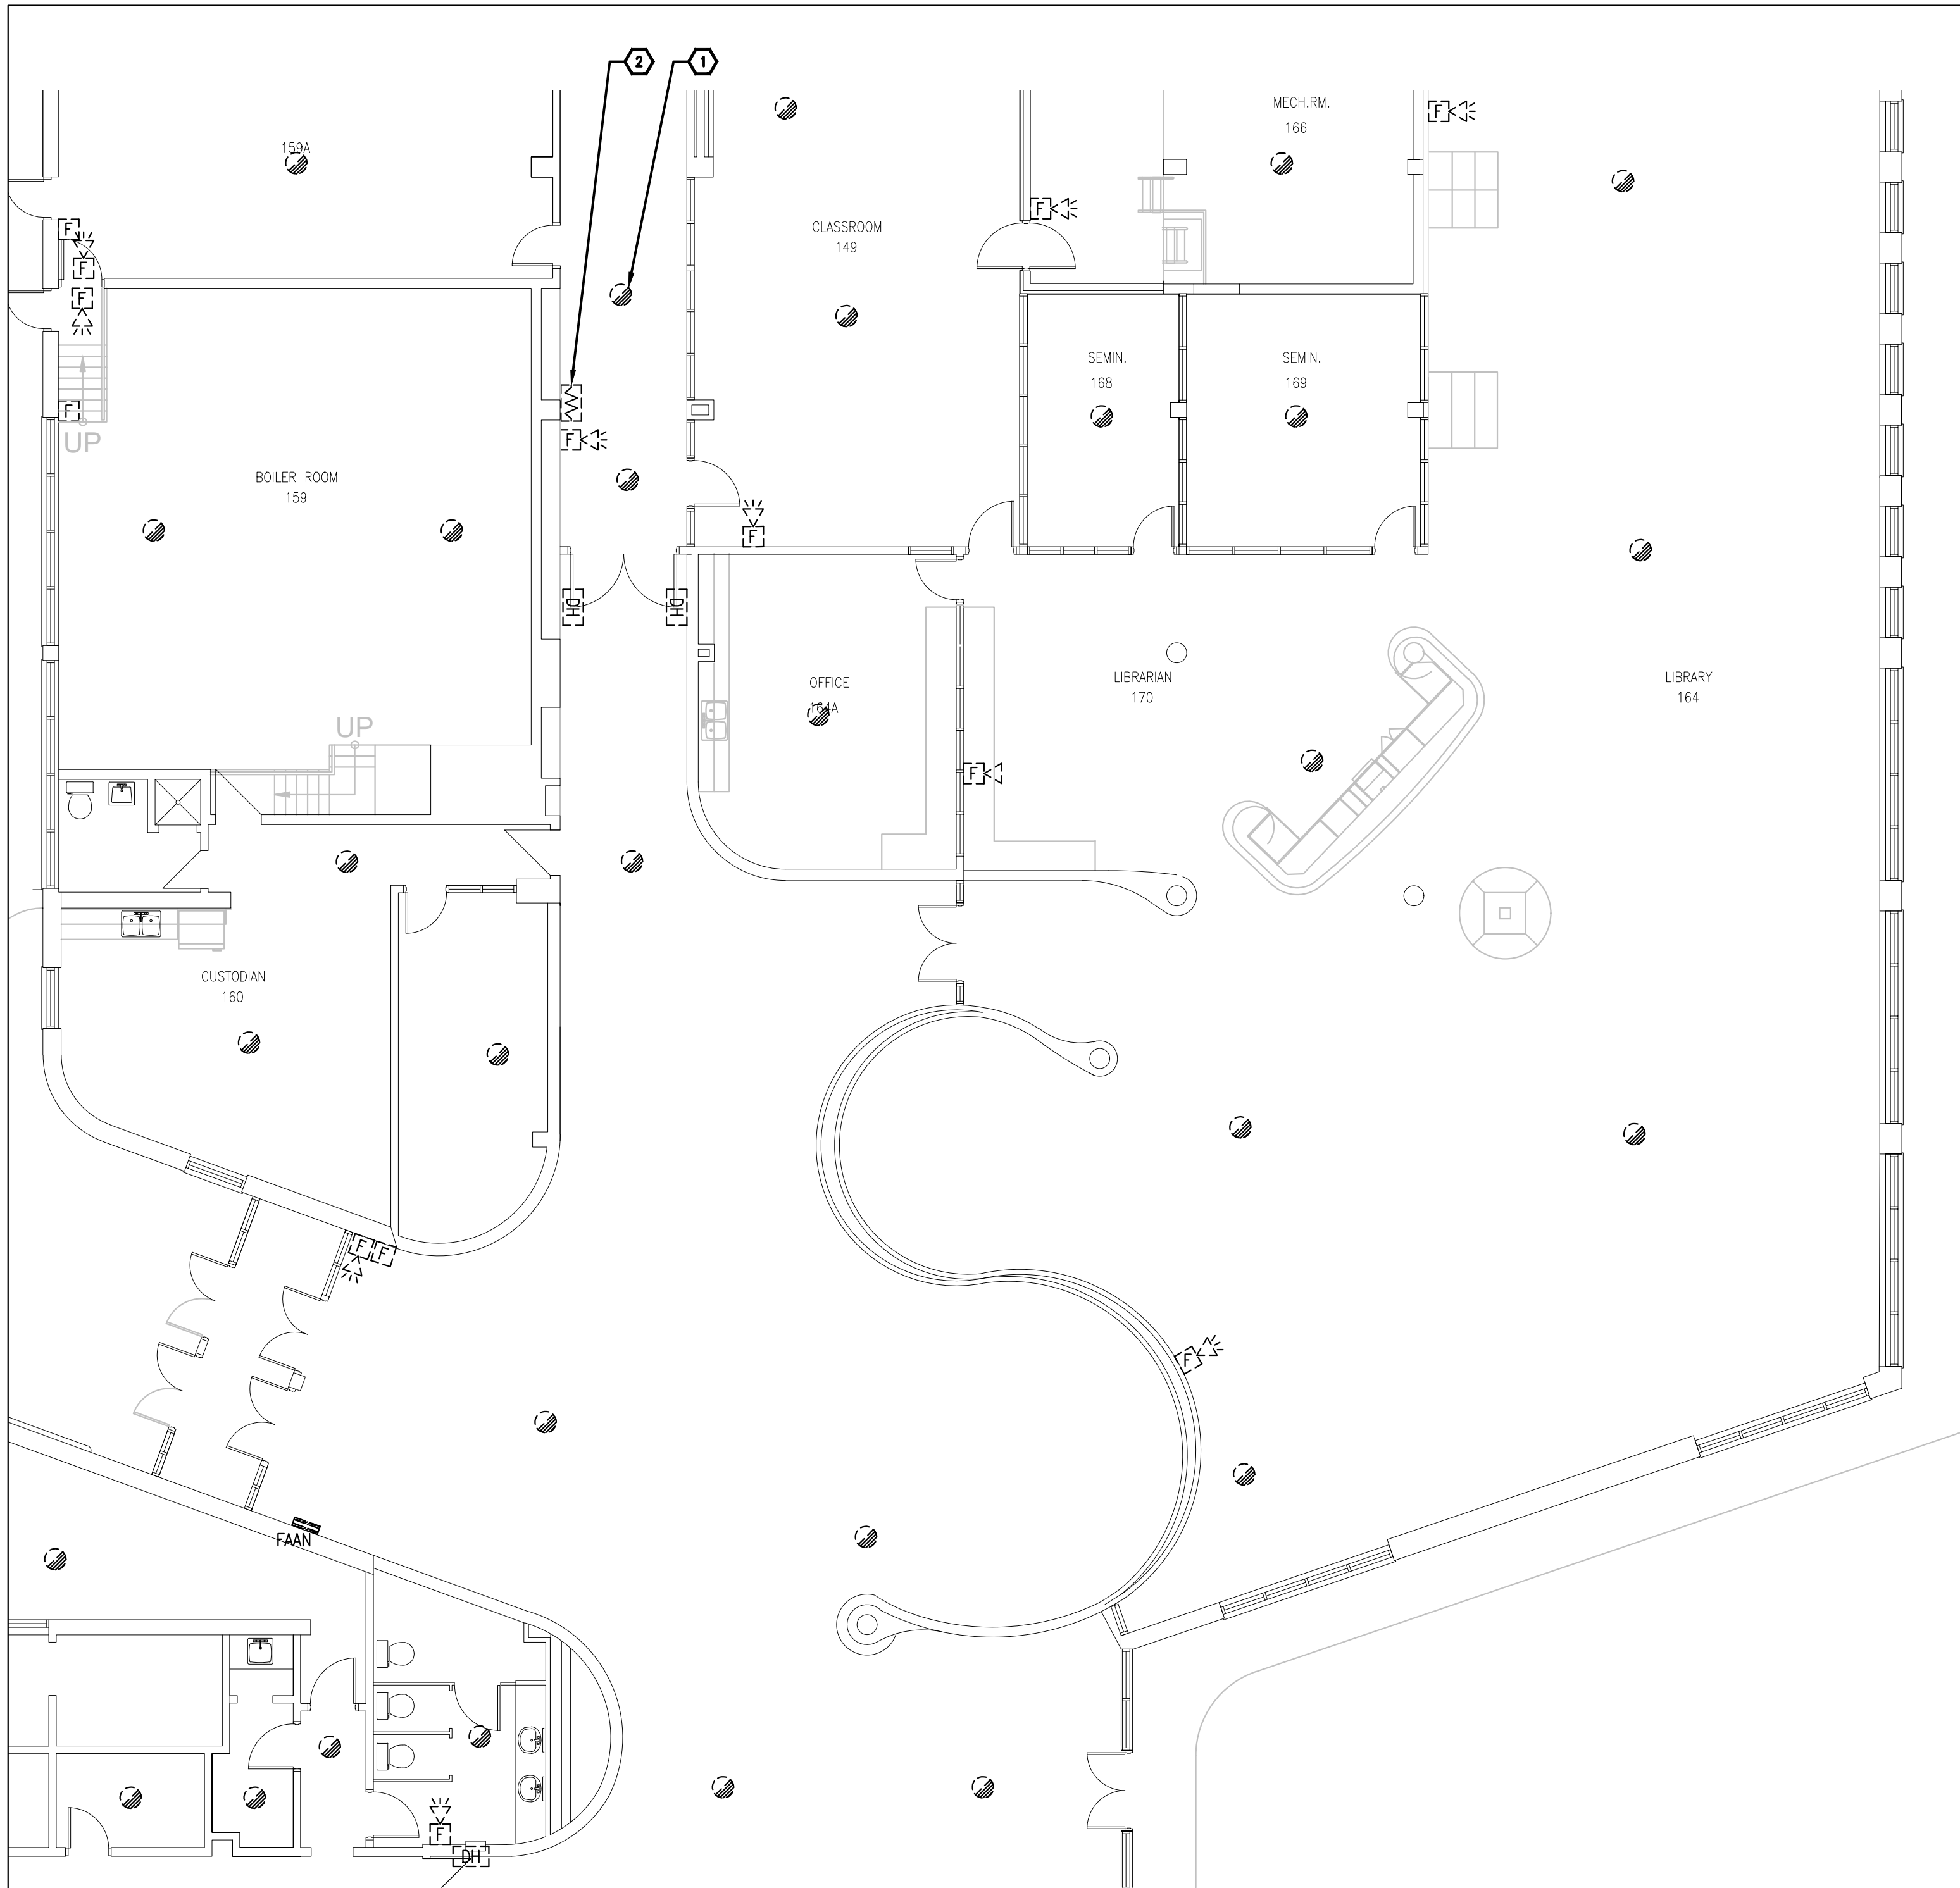 2
1
MECH.RM.
166
F
159A
F
CLASSROOM
149
F
F
F
SEMIN.
168
SEMIN.
169
F
UP
F
BOILER ROOM
159
F
DH
DH
OFFICE
164A
LIBRARIAN
170
LIBRARY
164
UP
F
CUSTODIAN
160
F
F
F
FAAN
F
DH